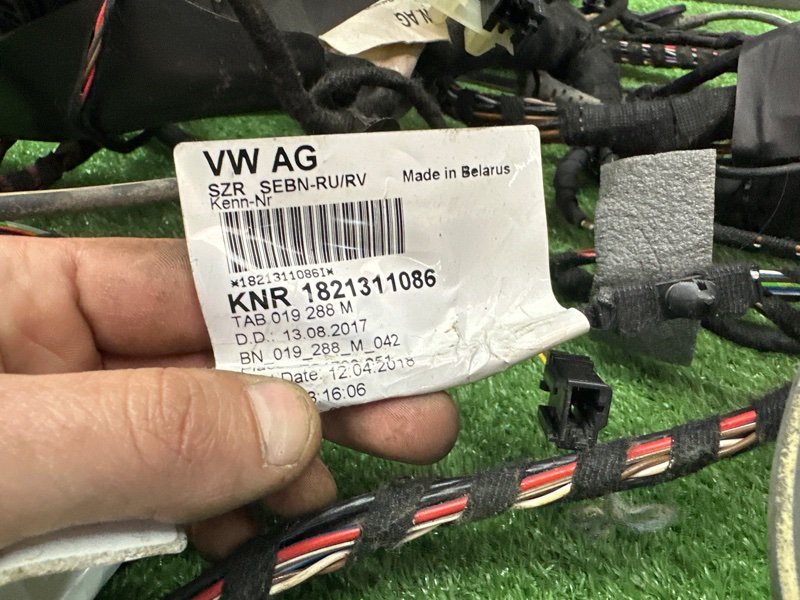 N AG
VW AG
SZR SEBN-RU/RV Made in Belarus
Kenn-Nr
*1821311086I*
KNR 1821311086
TAB 019 288 M
D.D.: 13.08.2017
BN_019_288_M_042
Date: 12.04.2018
16:06